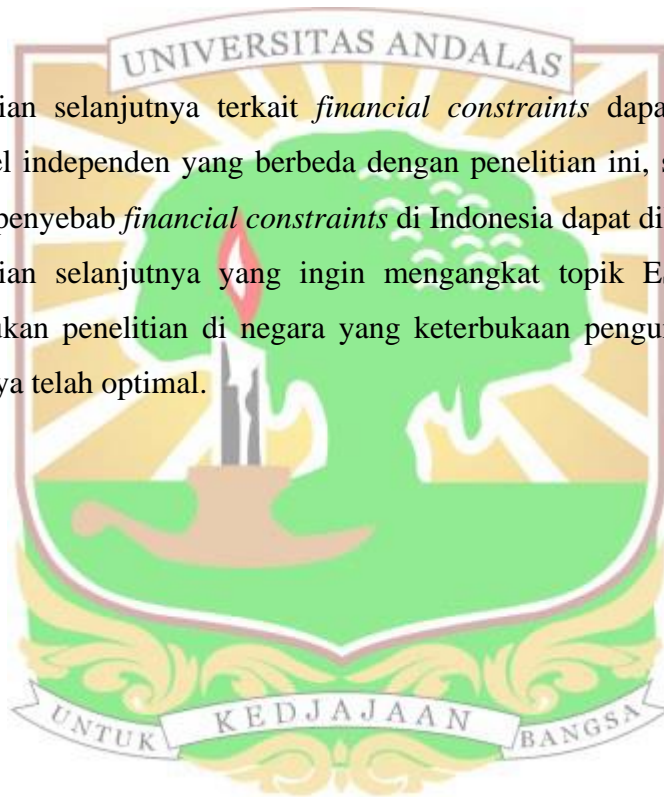 UNIVERSITAS ANDALAS
ian selanjutnya terkait financial constraints dapa
el independen yang berbeda dengan penelitian ini, s
penyebab financial constraints di Indonesia dapat di
ian selanjutnya yang ingin mengangkat topik E
ukan penelitian di negara yang keterbukaan pengu
ya telah optimal.
UNTUK KEDJAJAAN BANGSA